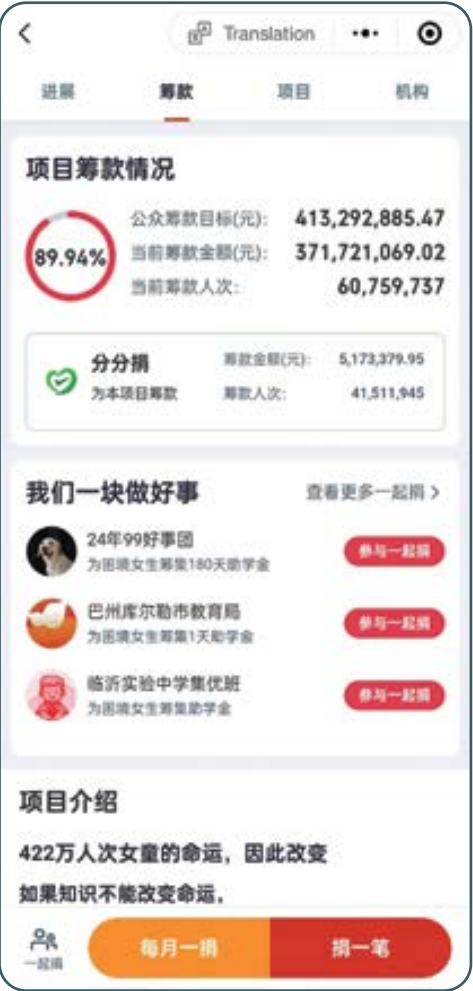 Translation
进展 筹款 项目 机构
项目筹款情况
89.94%
公众筹款目标(元): 413,292,885.47
当前筹款金额(元): 371,721,069.02
当前筹款人次: 60,759,737
分分捐
为本项目筹款
筹款金额(元): 5,173,379.95
筹款人次: 41,511,945
我们一块做好事 查看更多一起捐
24年99好事团
为困境女生筹集180天助学金
参与一起捐
巴州库尔勒市教育局
为困境女生筹集1天助学金
参与一起捐
临沂实验中学集优班
为困境女生筹集助学金
参与一起捐
项目介绍
422万人次女童的命运，因此改变
如果知识不能改变命运，
一起捐
每月一捐
捐一笔